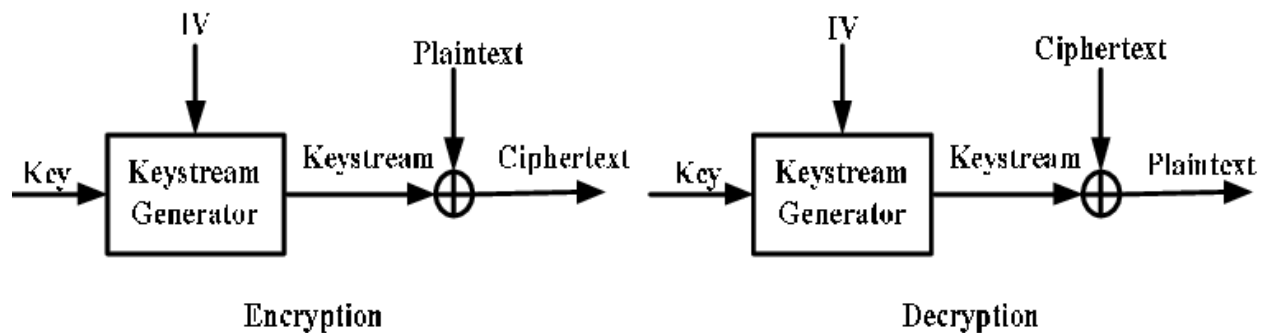 IV
Plaintext
Key
Keystream
Generator
Keystream
Ciphertext
Encryption
IV
Ciphertext
Key
Keystream
Generator
Keystream
Plaintext
Decryption